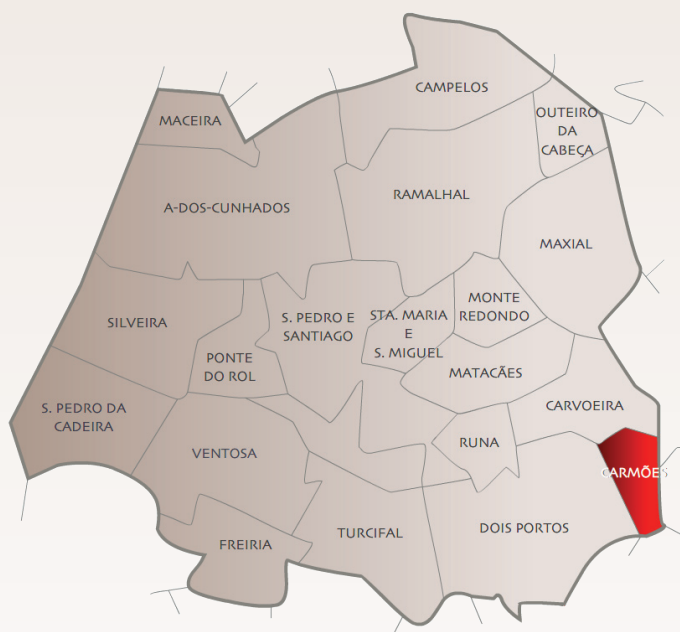 CAMPELOS
MACEIRA
OUTEIRO
DA
CABEÇA
A-DOS-CUNHADOS
RAMALHAL
MAXIAL
SILVEIRA
S. PEDRO E
SANTIAGO
STA. MARIA
E
S. MIGUEL
MONTE
REDONDO
PONTE
DO ROL
MATACÃES
S. PEDRO DA
CADEIRA
CARVOEIRA
VENTOSA
RUNA
CARMÕES
FREIRIA
TURCIFAL
DOIS PORTOS